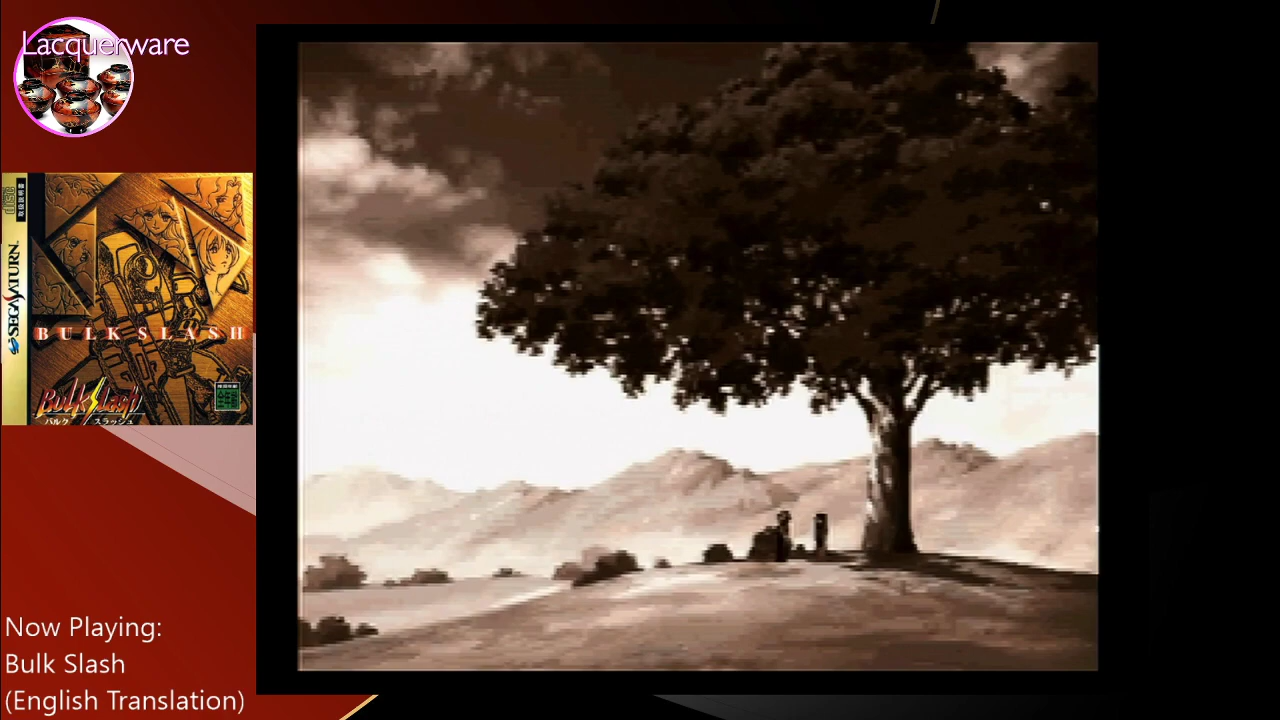 Lacquerware
SEGA SATURN
BULK SLASH
Bulk Slash
バルク スラッシュ
Now Playing:
Bulk Slash
(English Translation)